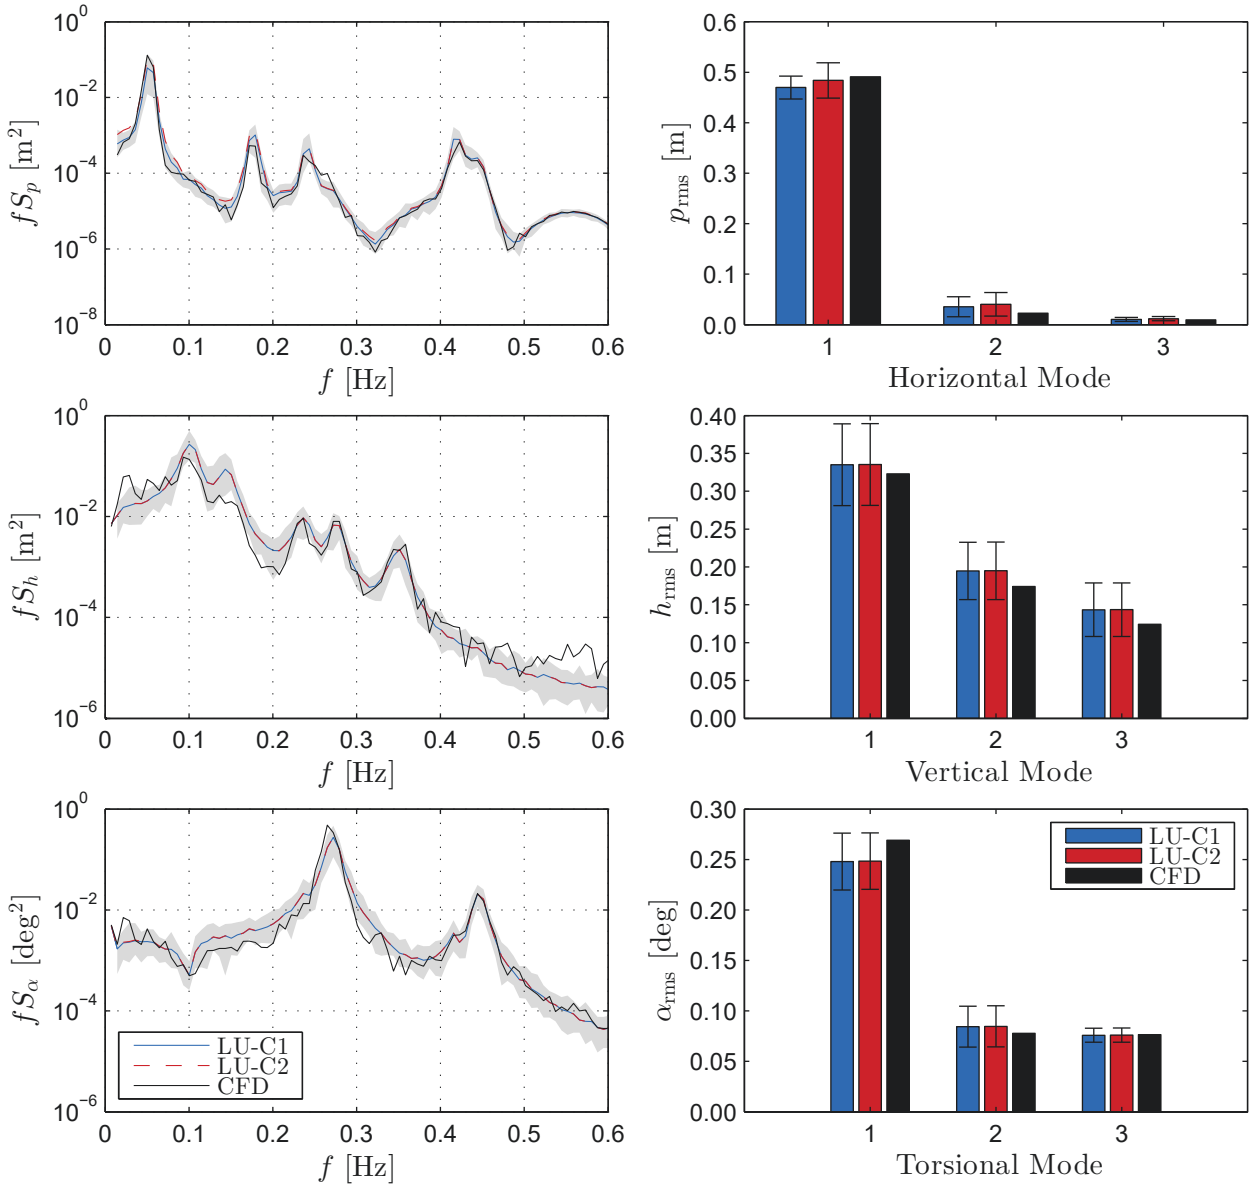 10^0
10^−2
10^−4
10^−6
10^−8
fS_p [m^2]
0 0.1 0.2 0.3 0.4 0.5 0.6
f [Hz]
0.6
0.5
0.4
0.3
0.2
0.1
0.0
p_rms [m]
1 2 3
Horizontal Mode
10^0
10^−2
10^−4
10^−6
fS_h [m^2]
0 0.1 0.2 0.3 0.4 0.5 0.6
f [Hz]
0.40
0.35
0.30
0.25
0.20
0.15
0.10
0.05
0.00
h_rms [m]
1 2 3
Vertical Mode
10^0
10^−2
10^−4
10^−6
fS_α [deg^2]
LU-C1
LU-C2
CFD
0 0.1 0.2 0.3 0.4 0.5 0.6
f [Hz]
0.30
0.25
0.20
0.15
0.10
0.05
0.00
α_rms [deg]
LU-C1
LU-C2
CFD
1 2 3
Torsional Mode